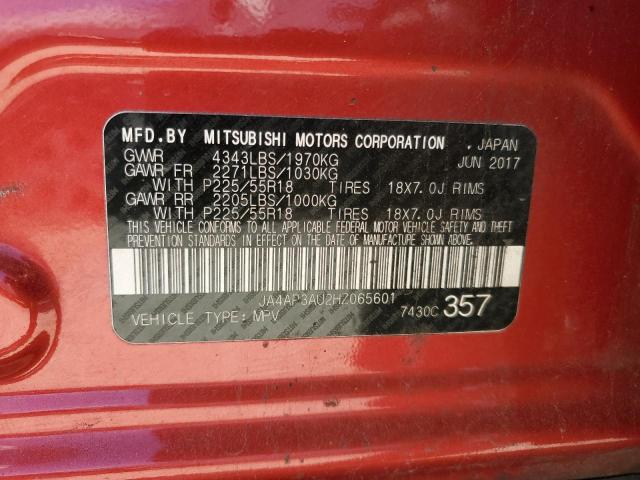 MFD.BY MITSUBISHI MOTORS CORPORATION . JAPAN
GVWR 4343LBS/1970KG JUN 2017
GAWR FR 2271LBS/1030KG
WITH P225/55R18 TIRES 18X7.0J RIMS
GAWR RR 2205LBS/1000KG
WITH P225/55R18 TIRES 18X7.0J RIMS
THIS VEHICLE CONFORMS TO ALL APPLICABLE FEDERAL MOTOR VEHICLE SAFETY AND THEFT
PREVENTION STANDARDS IN EFFECT ON THE DATE OF MANUFACTURE SHOWN ABOVE.
JA4AP3AU2HZ065601
VEHICLE TYPE: MPV 7430C 357